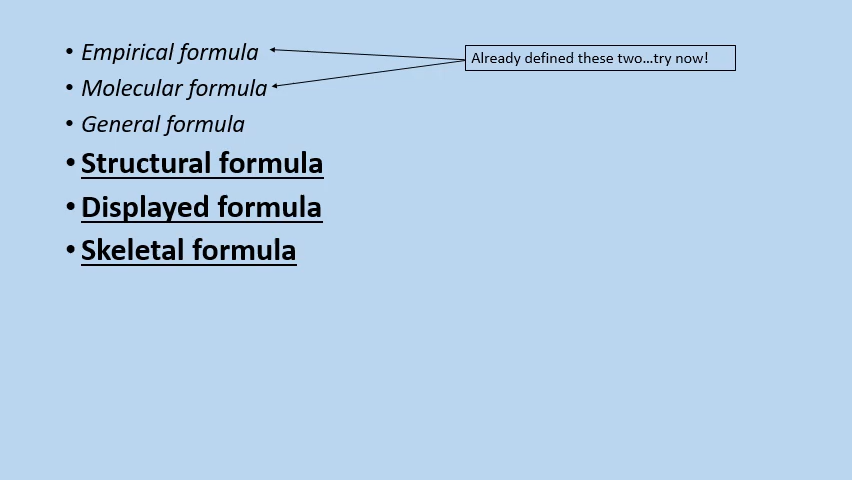 • Empirical formula
Already defined these two...try now!
• Molecular formula
• General formula
• Structural formula
• Displayed formula
• Skeletal formula